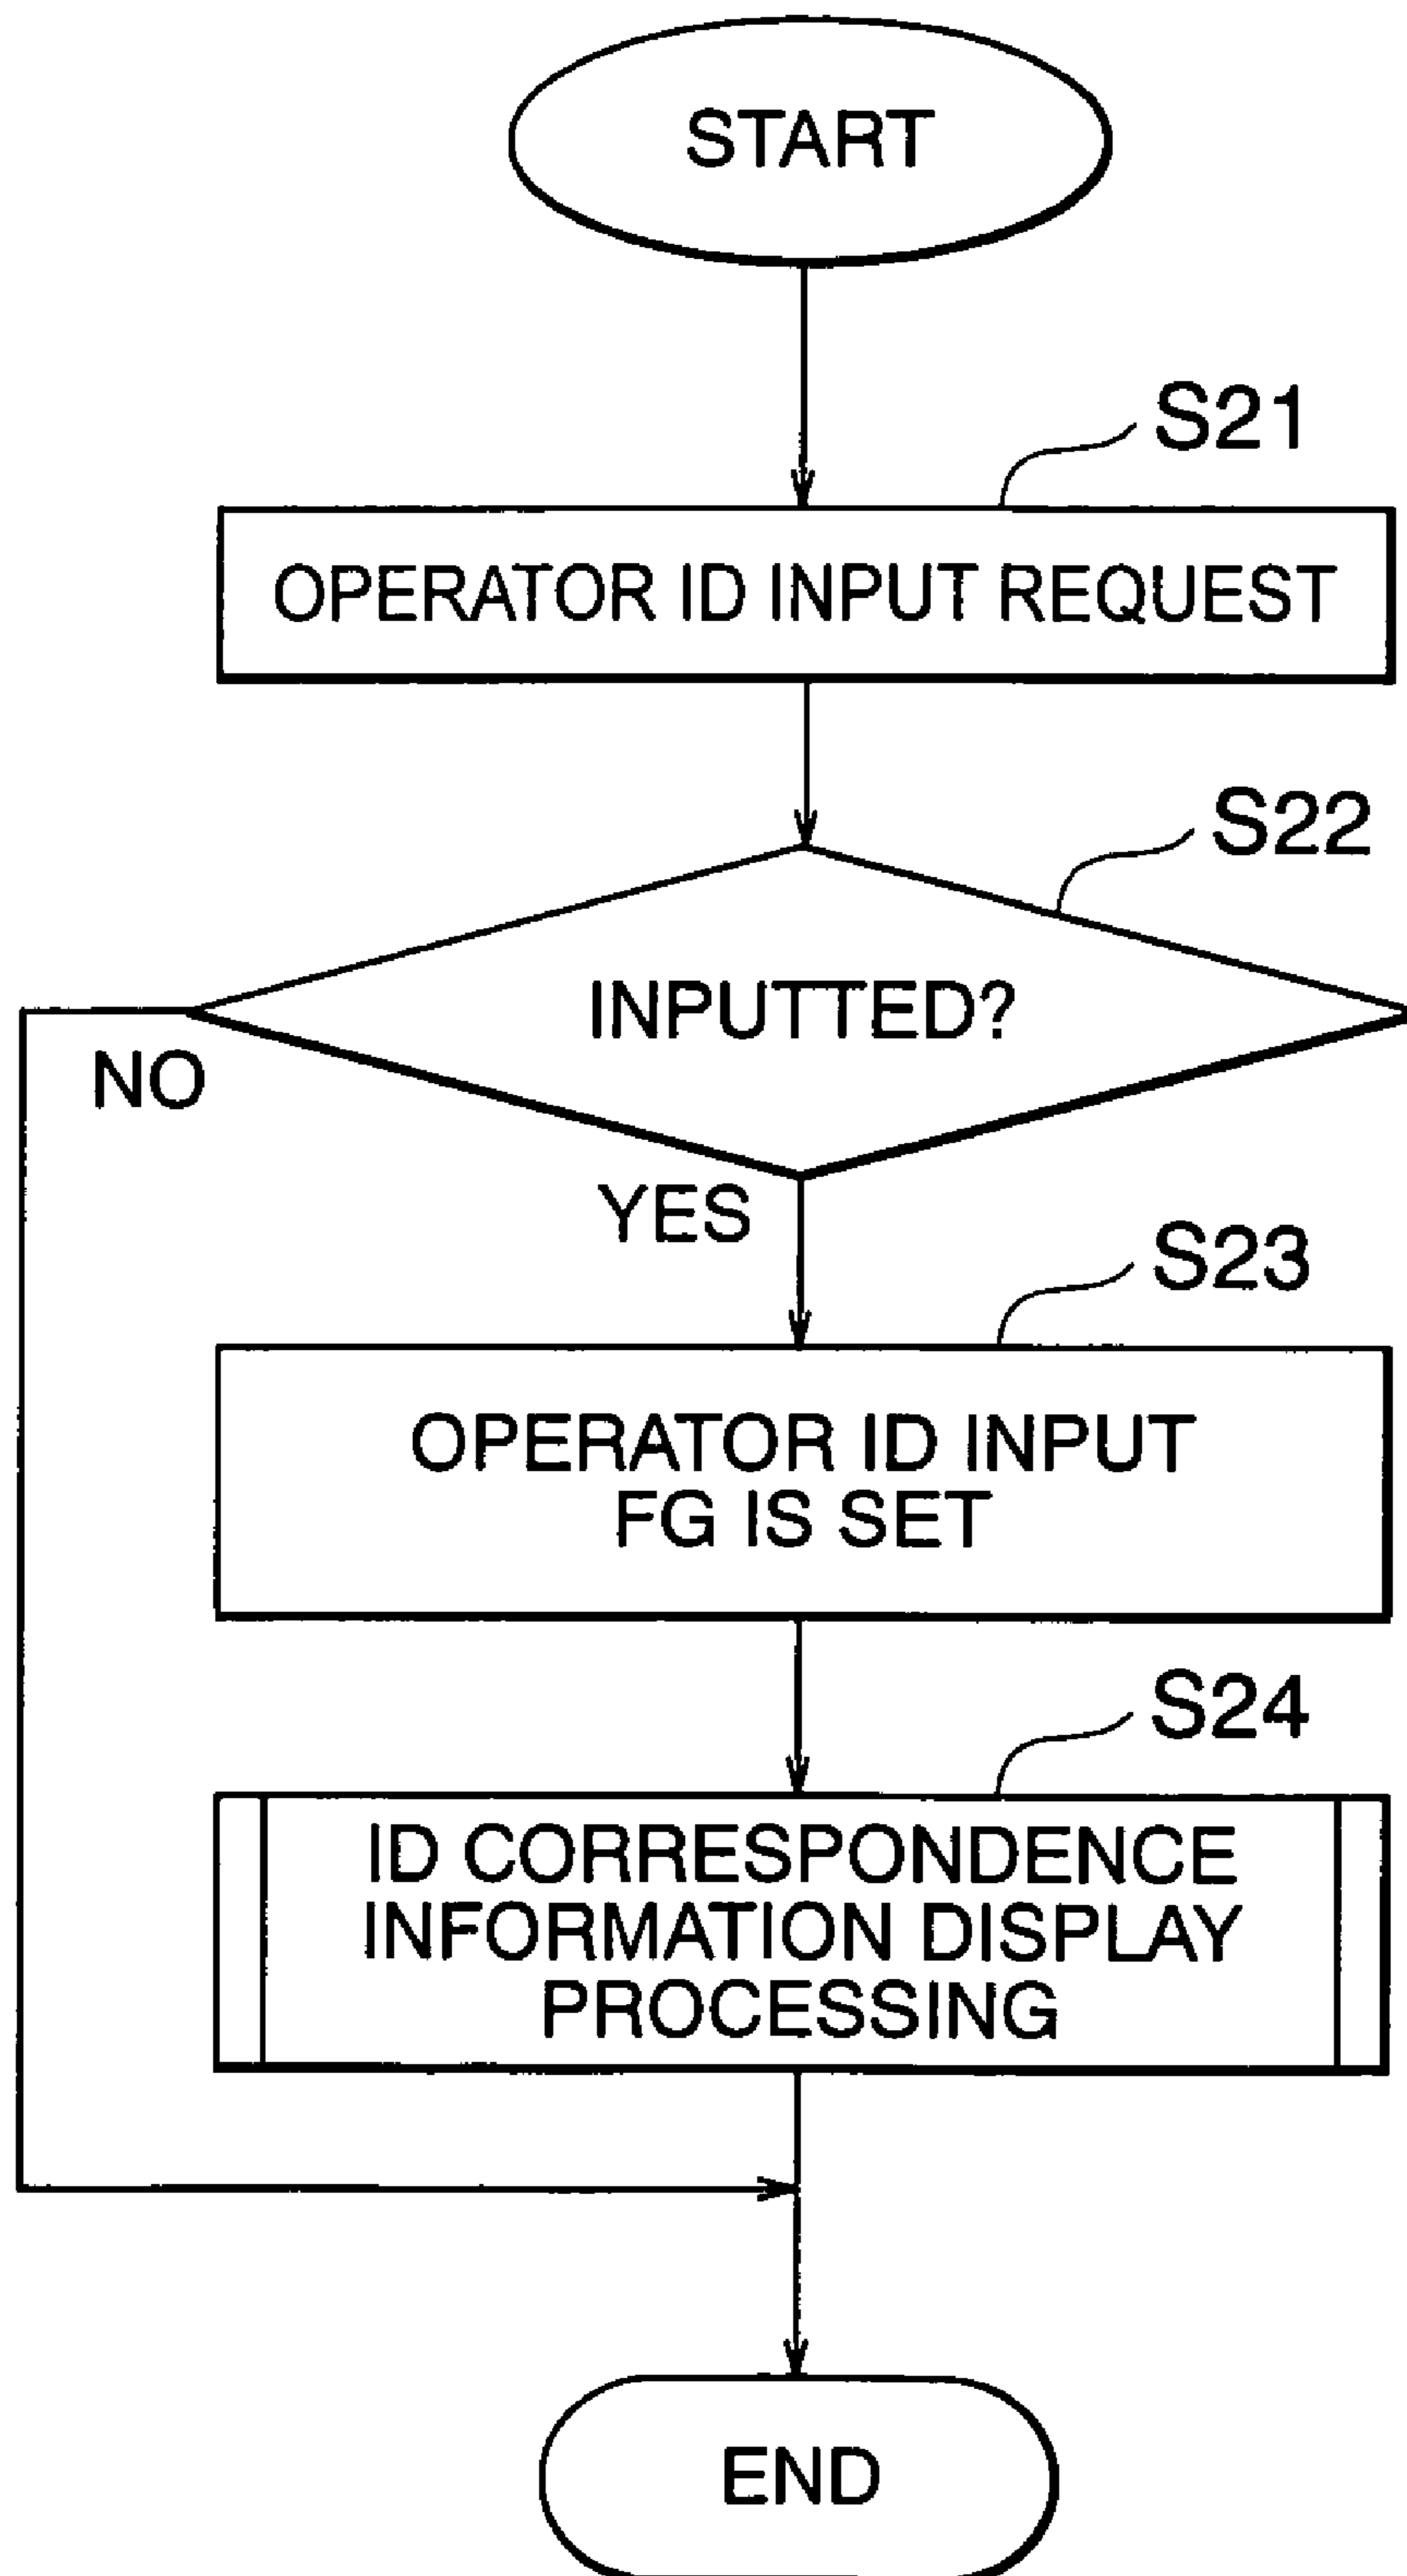 START
S21
OPERATOR ID INPUT REQUEST
S22
INPUTTED?
NO
YES
S23
OPERATOR ID INPUT
FG IS SET
S24
ID CORRESPONDENCE
INFORMATION DISPLAY
PROCESSING
END